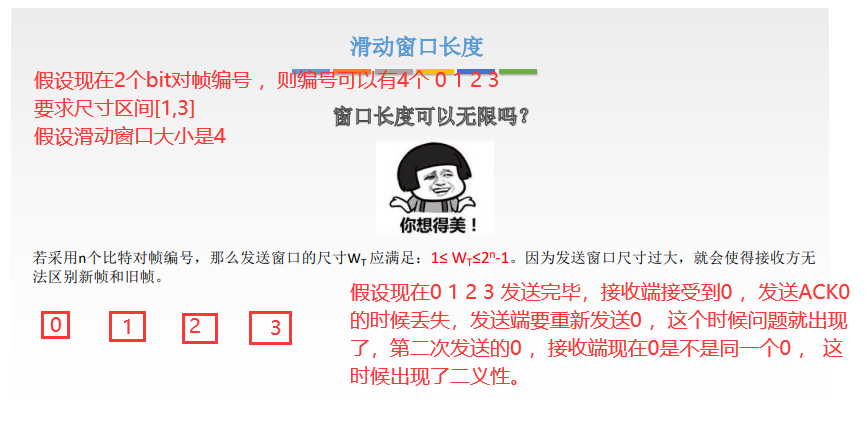 滑动窗口长度
假设现在2个bit对帧编号 ，则编号可以有4个 0 1 2 3
要求尺寸区间[1,3]
假设滑动窗口大小是4
窗口长度可以无限吗？
你想得美！
若采用n个比特对帧编号，那么发送窗口的尺寸WT 应满足：1≤ WT≤2ⁿ-1。因为发送窗口尺寸过大，就会使得接收方无
法区别新帧和旧帧。
假设现在0 1 2 3 发送完毕，接收端接受到0 ，发送ACK0
的时候丢失，发送端要重新发送0 ，这个时候问题就出现
了，第二次发送的0 ，接收端现在0是不是同一个0 ， 这
时候出现了二义性。
0 1 2 3